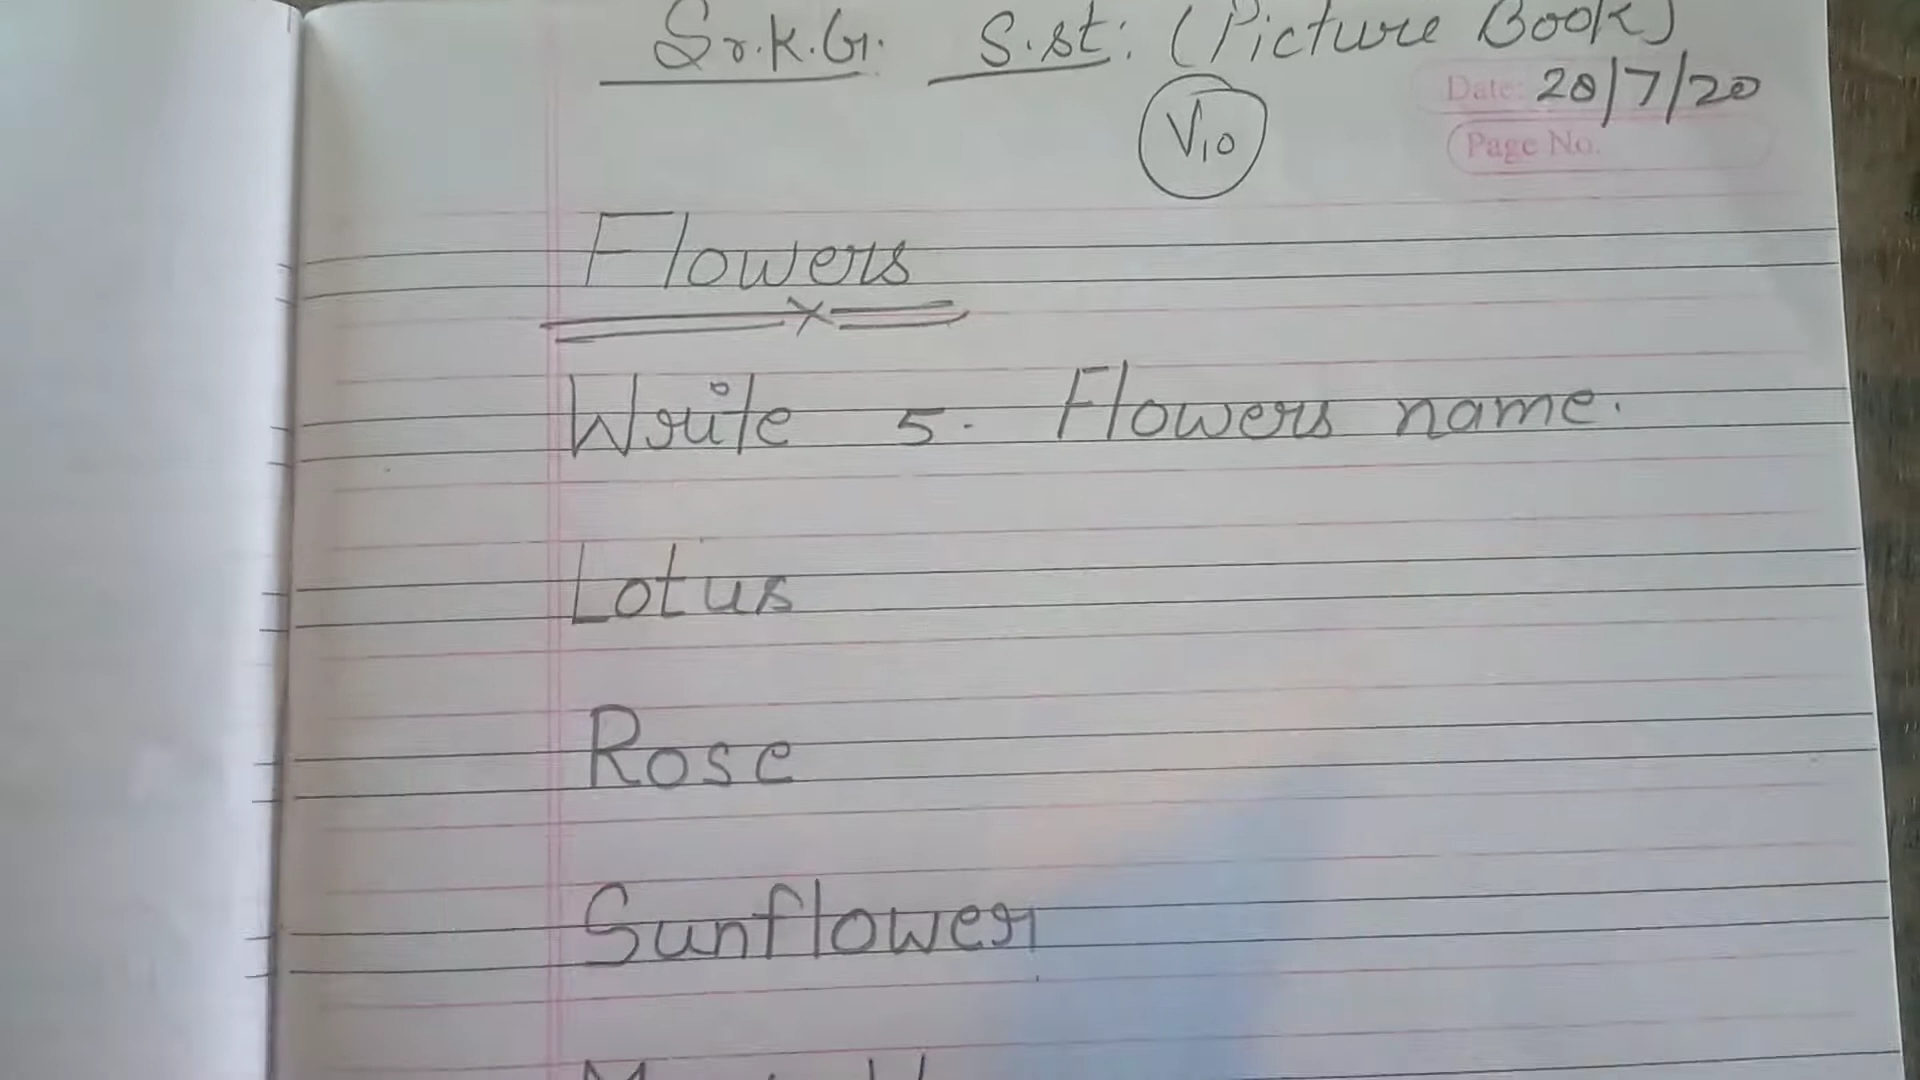 Sr.K.G. S.st: (Picture Book)
Date: 20/7/20
V10
Page No.
Flowers
Write 5. Flowers name.
Lotus
Rose
Sunflower